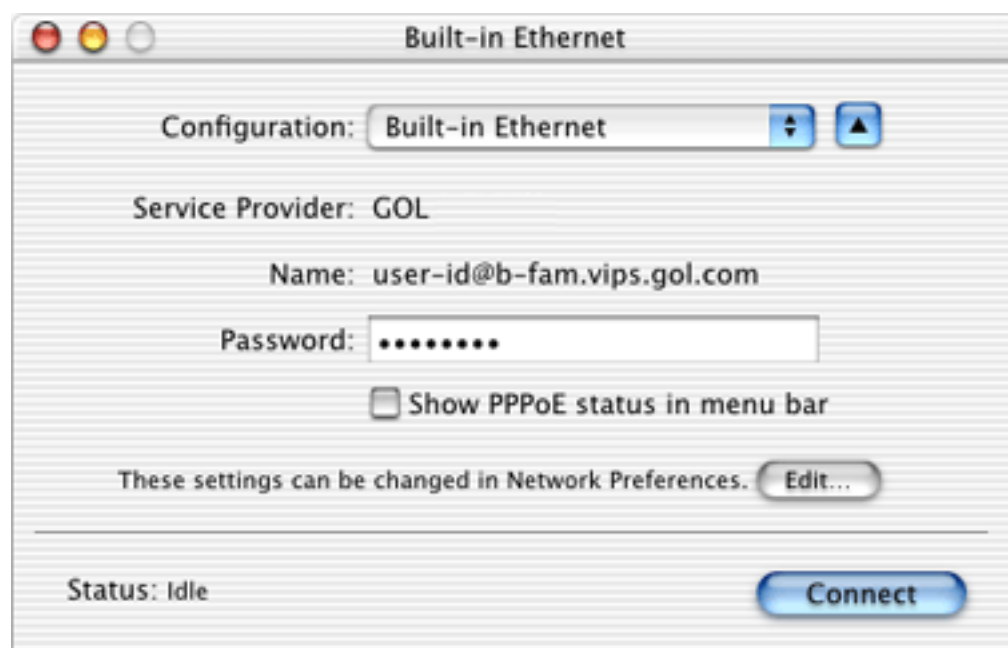 Built-in Ethernet
Configuration: Built-in Ethernet
Service Provider: GOL
Name: user-id@b-fam.vips.gol.com
Password: ••••••••
Show PPPoE status in menu bar
These settings can be changed in Network Preferences. Edit...
Status: Idle Connect